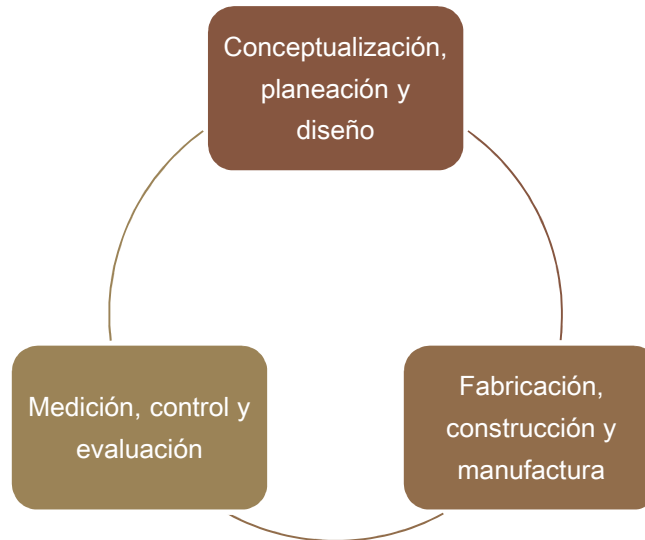 Conceptualización,
planeación y
diseño
Medición, control y
evaluación
Fabricación,
construcción y
manufactura